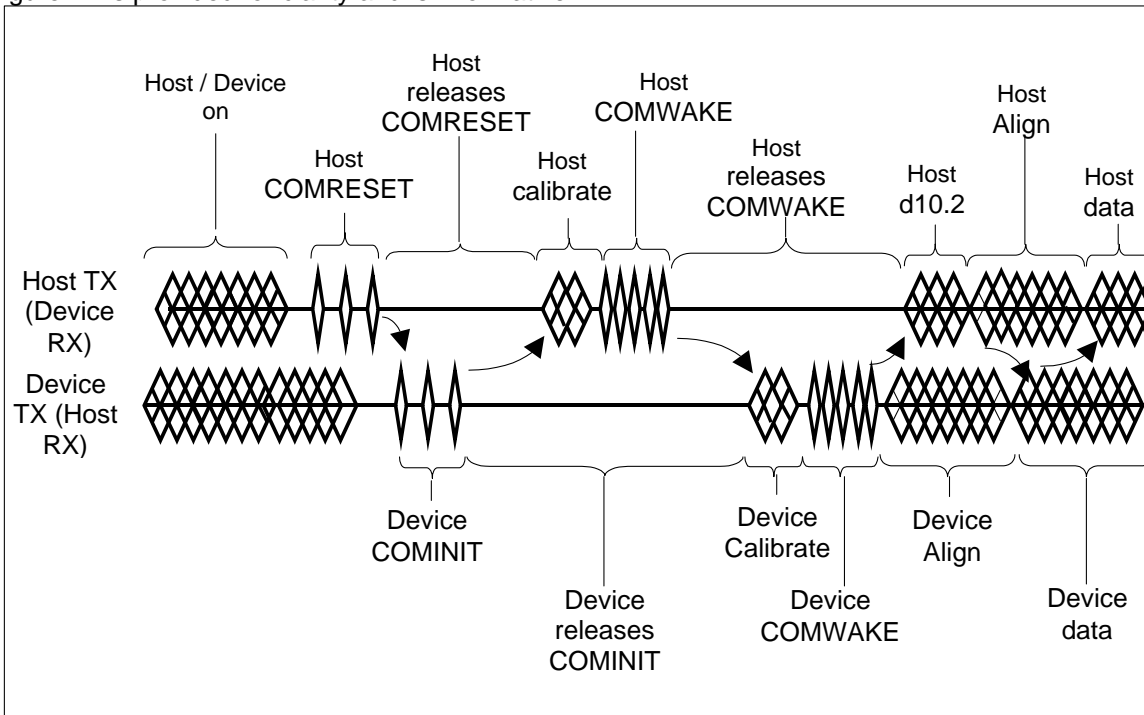 Host / Device
on
Host
COMRESET
Host
releases
COMRESET
Host
calibrate
Host
COMWAKE
Host
releases
COMWAKE
Host
d10.2
Host
Align
Host
data
Host TX
(Device
RX)
Device
TX (Host
RX)
Device
COMINIT
Device
releases
COMINIT
Device
Calibrate
Device
COMWAKE
Device
Align
Device
data